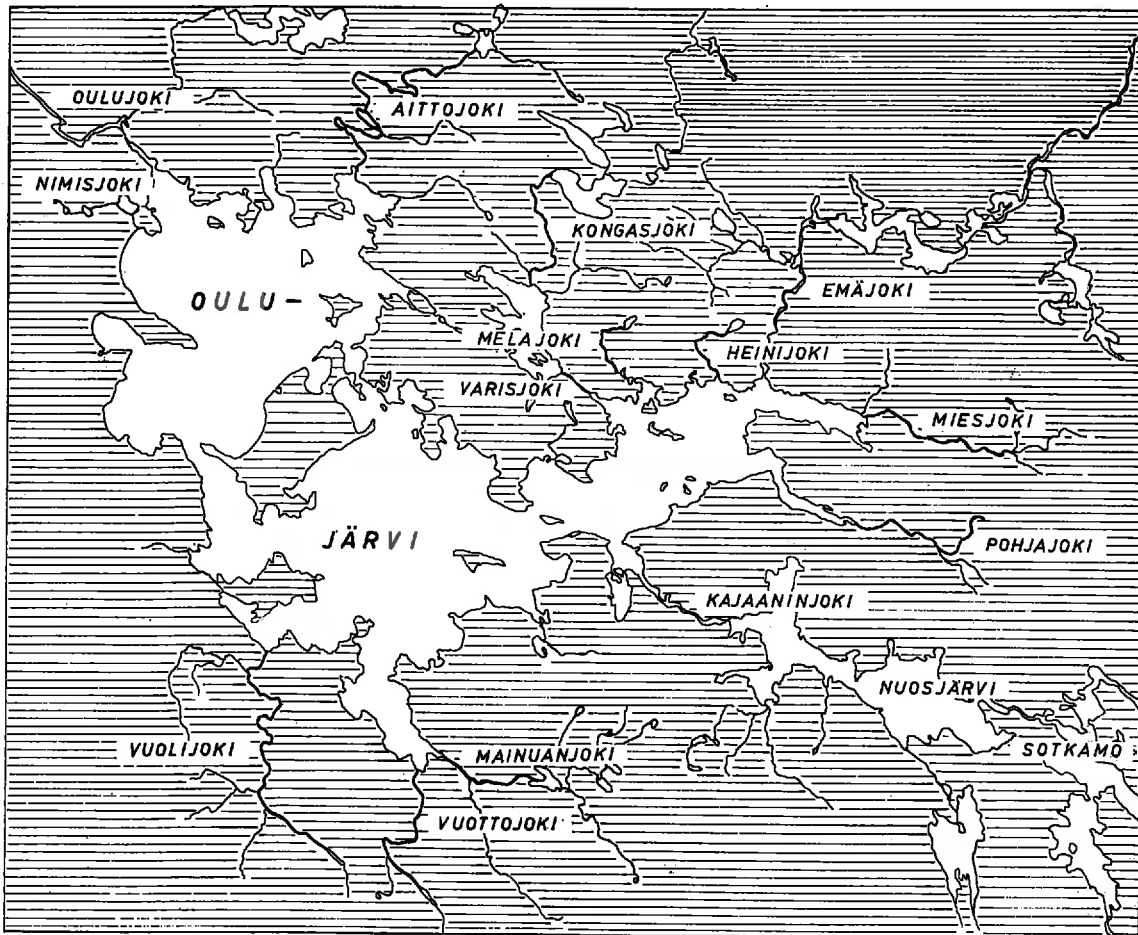 OULUJOKI
AITTOJOKI
NIMISJOKI
KONGASJOKI
OULU-
EMÄJOKI
MELAJOKI
HEINIJOKI
VARISJOKI
MIESJOKI
JÄRVI
POHJAJOKI
KAJAANINJOKI
NUOSJÄRVI
VUOLIJOKI
MAINUANJOKI
SOTKAMO
VUOTTOJOKI